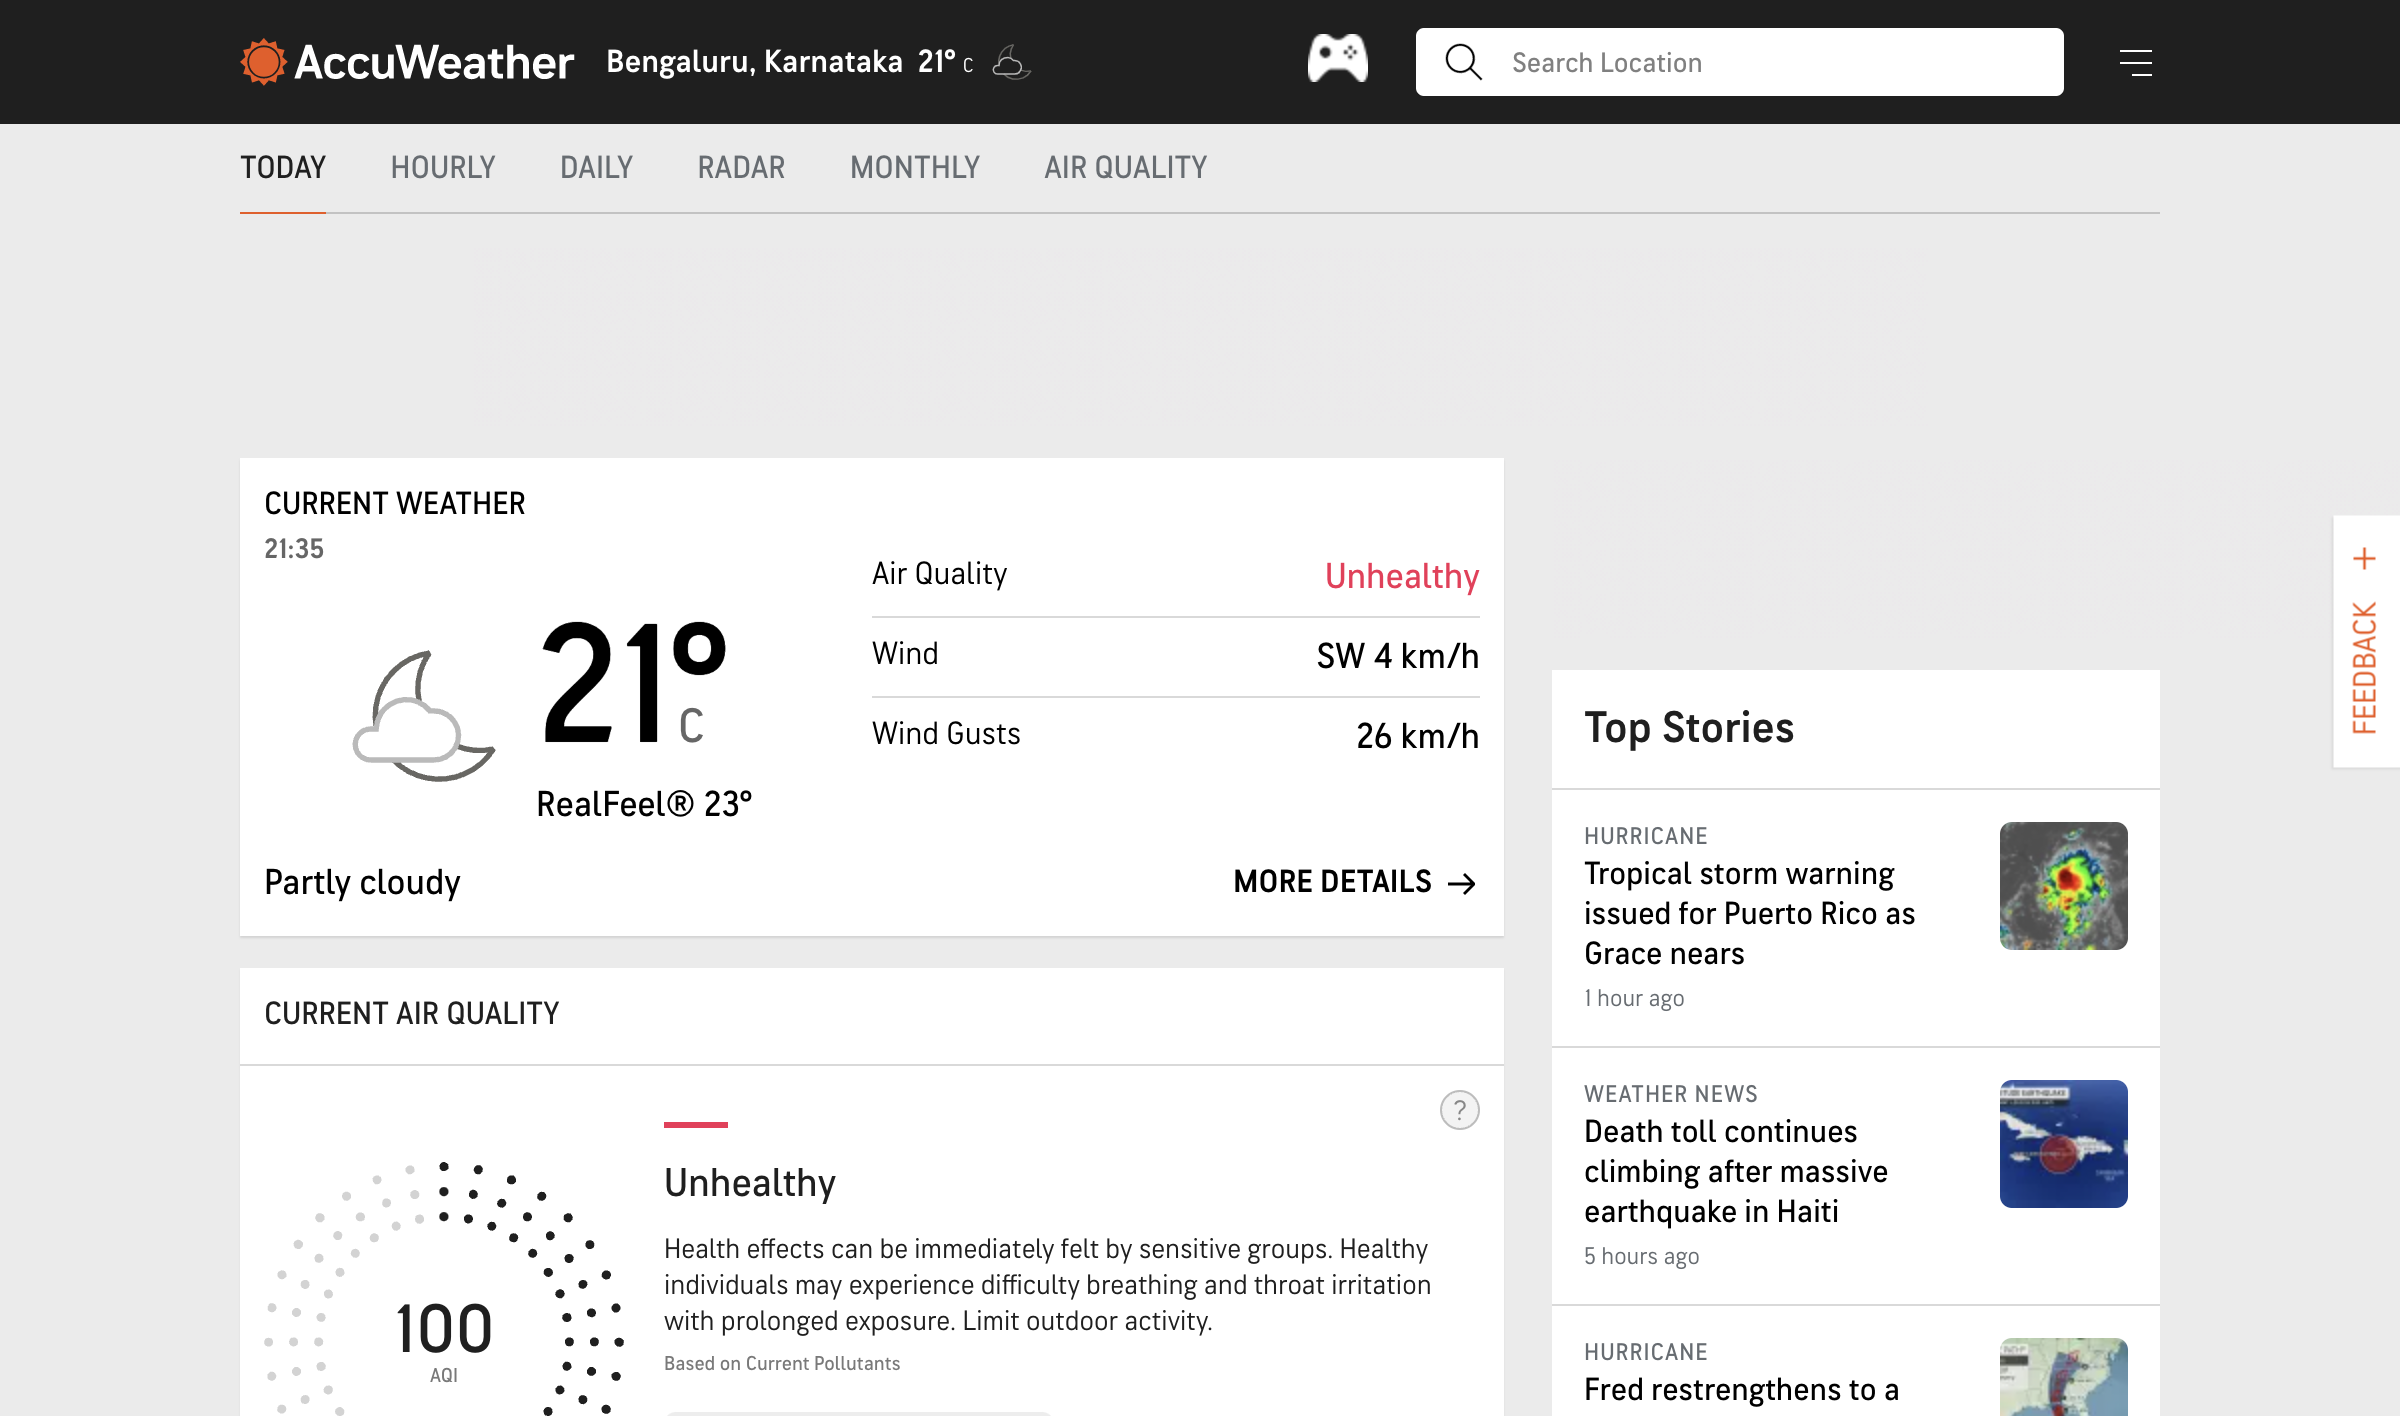 AccuWeather Bengaluru, Karnataka 21° C
Search Location
TODAY HOURLY DAILY RADAR MONTHLY AIR QUALITY
CURRENT WEATHER
21:35
21° C
RealFeel® 23°
Partly cloudy
Air Quality Unhealthy
Wind SW 4 km/h
Wind Gusts 26 km/h
MORE DETAILS →
CURRENT AIR QUALITY
?
100
AQI
Unhealthy
Health effects can be immediately felt by sensitive groups. Healthy
individuals may experience difficulty breathing and throat irritation
with prolonged exposure. Limit outdoor activity.
Based on Current Pollutants
Top Stories
HURRICANE
Tropical storm warning
issued for Puerto Rico as
Grace nears
1 hour ago
WEATHER NEWS
Death toll continues
climbing after massive
earthquake in Haiti
5 hours ago
HURRICANE
Fred restrengthens to a
FEEDBACK +